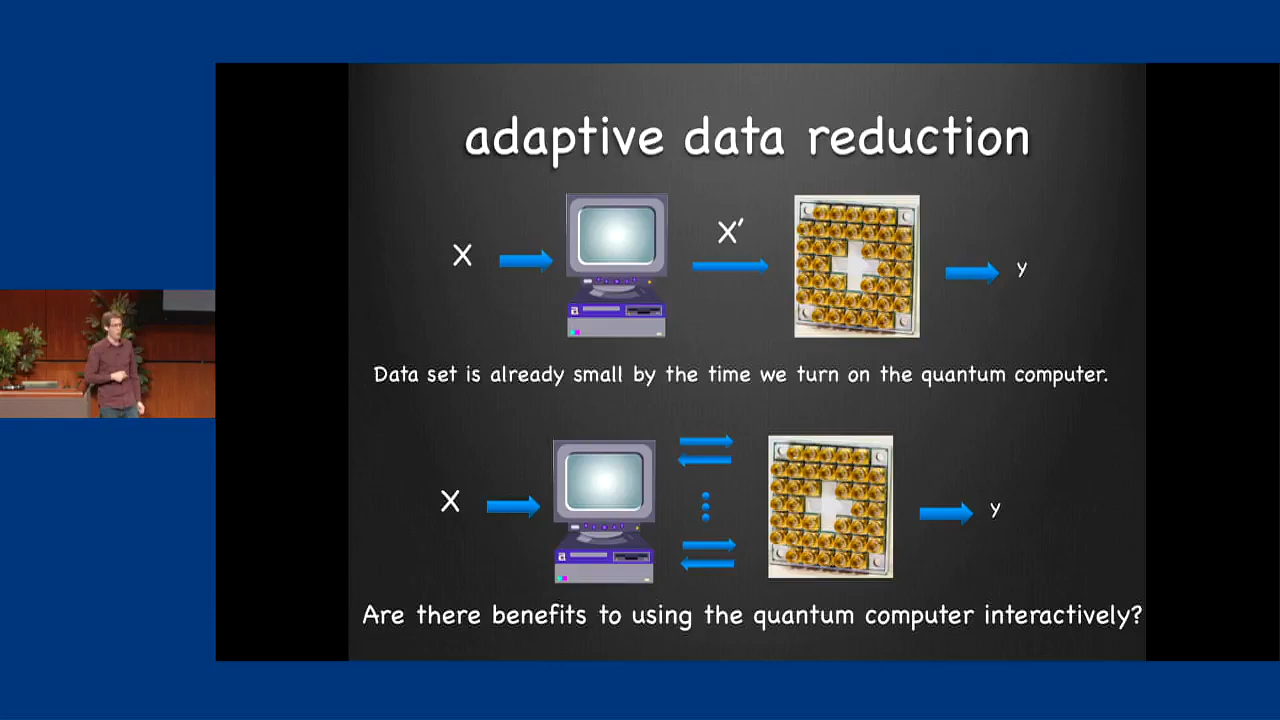 adaptive data reduction
X
X′
y
Data set is already small by the time we turn on the quantum computer.
X
y
Are there benefits to using the quantum computer interactively?
a
a